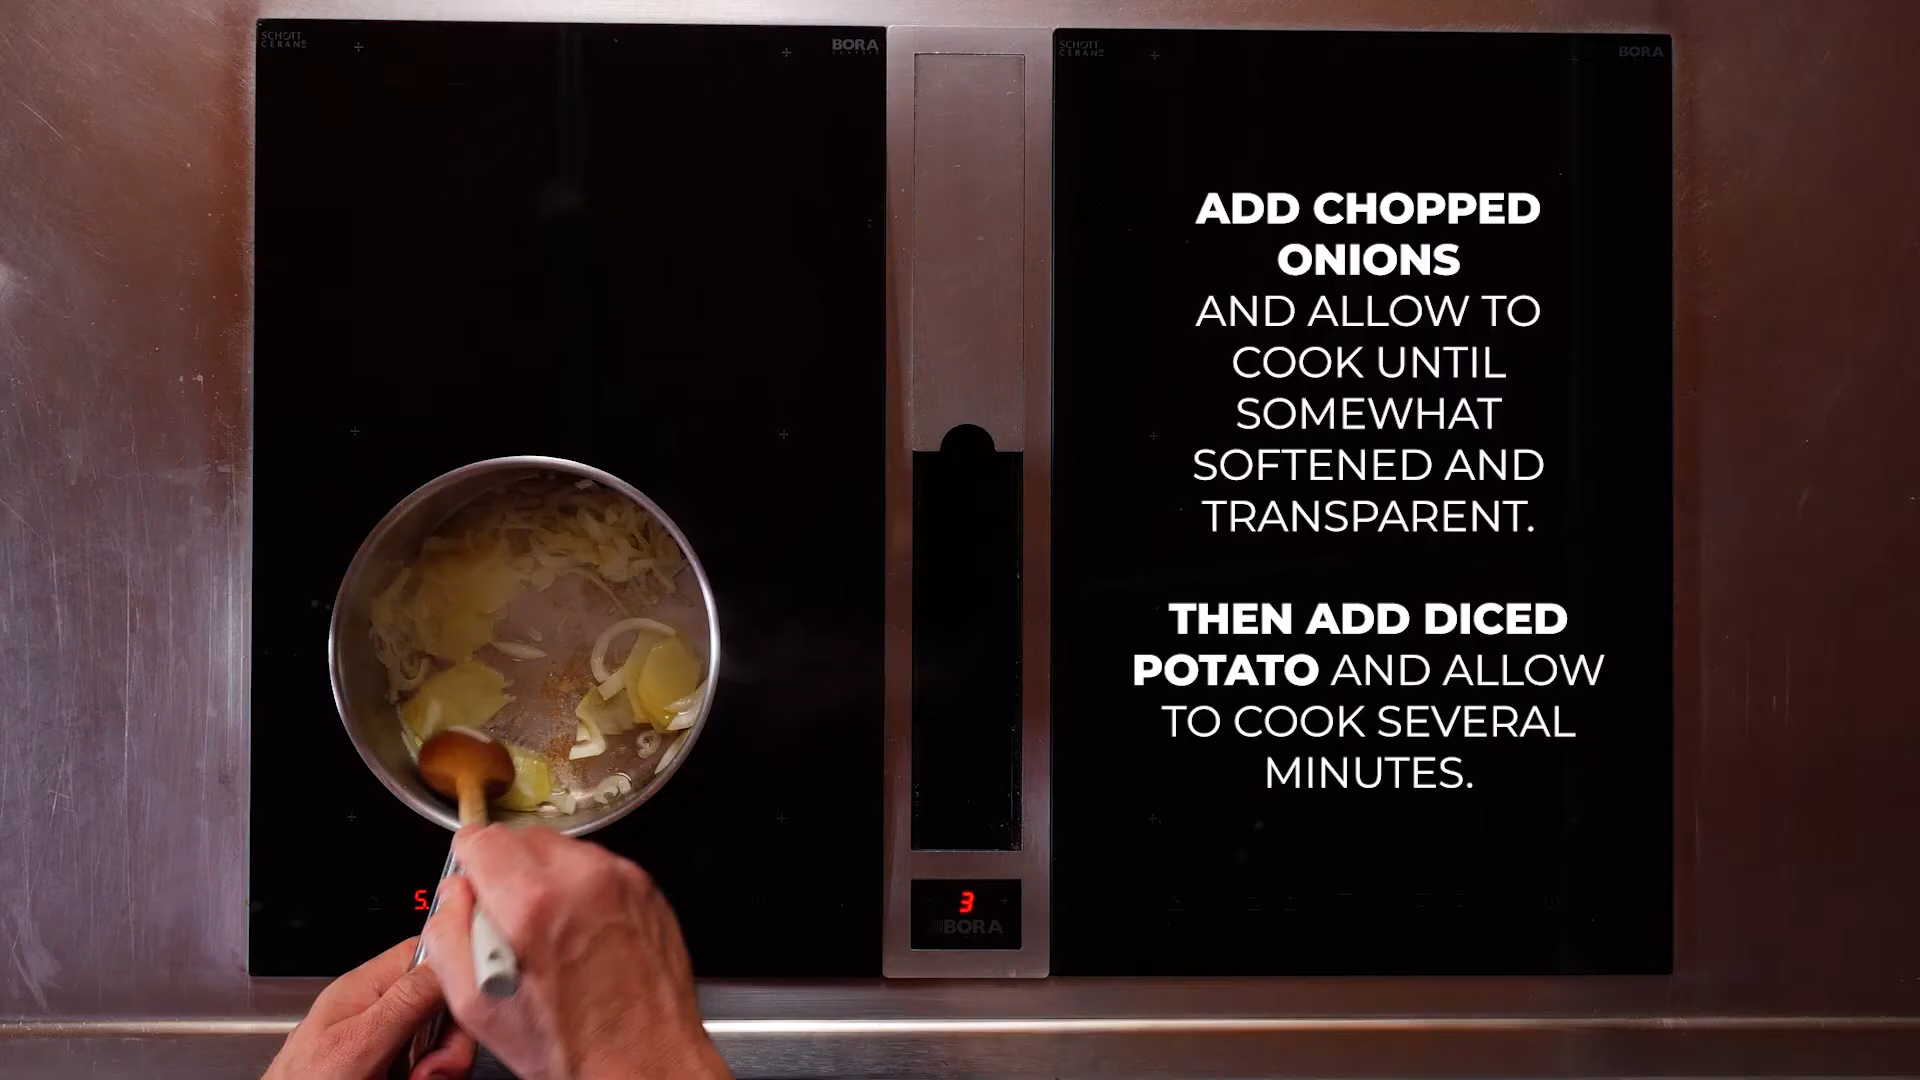 SCHOTT
CERAN
BORA
CLASSIC
SCHOTT
CERAN
BORA
ADD CHOPPED
ONIONS
AND ALLOW TO
COOK UNTIL
SOMEWHAT
SOFTENED AND
TRANSPARENT.
THEN ADD DICED
POTATO AND ALLOW
TO COOK SEVERAL
MINUTES.
5.
3
BORA